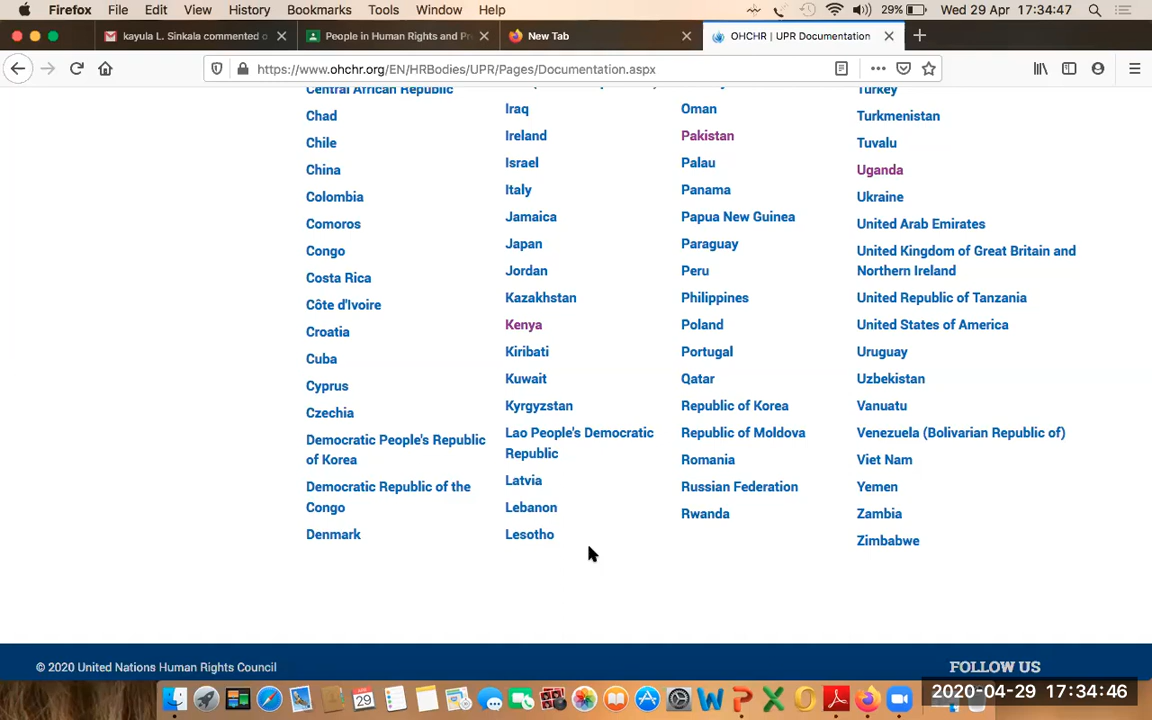 Firefox File Edit View History Bookmarks Tools Window Help 29% Wed 29 Apr 17:34:47
kayula L. Sinkala commented o
People in Human Rights and Pr
New Tab
OHCHR | UPR Documentation
https://www.ohchr.org/EN/HRBodies/UPR/Pages/Documentation.aspx
Central African Republic
Chad
Chile
China
Colombia
Comoros
Congo
Costa Rica
Côte d'Ivoire
Croatia
Cuba
Cyprus
Czechia
Democratic People's Republic
of Korea
Democratic Republic of the
Congo
Denmark
Iraq
Ireland
Israel
Italy
Jamaica
Japan
Jordan
Kazakhstan
Kenya
Kiribati
Kuwait
Kyrgyzstan
Lao People's Democratic
Republic
Latvia
Lebanon
Lesotho
Oman
Pakistan
Palau
Panama
Papua New Guinea
Paraguay
Peru
Philippines
Poland
Portugal
Qatar
Republic of Korea
Republic of Moldova
Romania
Russian Federation
Rwanda
Turkey
Turkmenistan
Tuvalu
Uganda
Ukraine
United Arab Emirates
United Kingdom of Great Britain and
Northern Ireland
United Republic of Tanzania
United States of America
Uruguay
Uzbekistan
Vanuatu
Venezuela (Bolivarian Republic of)
Viet Nam
Yemen
Zambia
Zimbabwe
© 2020 United Nations Human Rights Council
FOLLOW US
2020-04-29 17:34:46